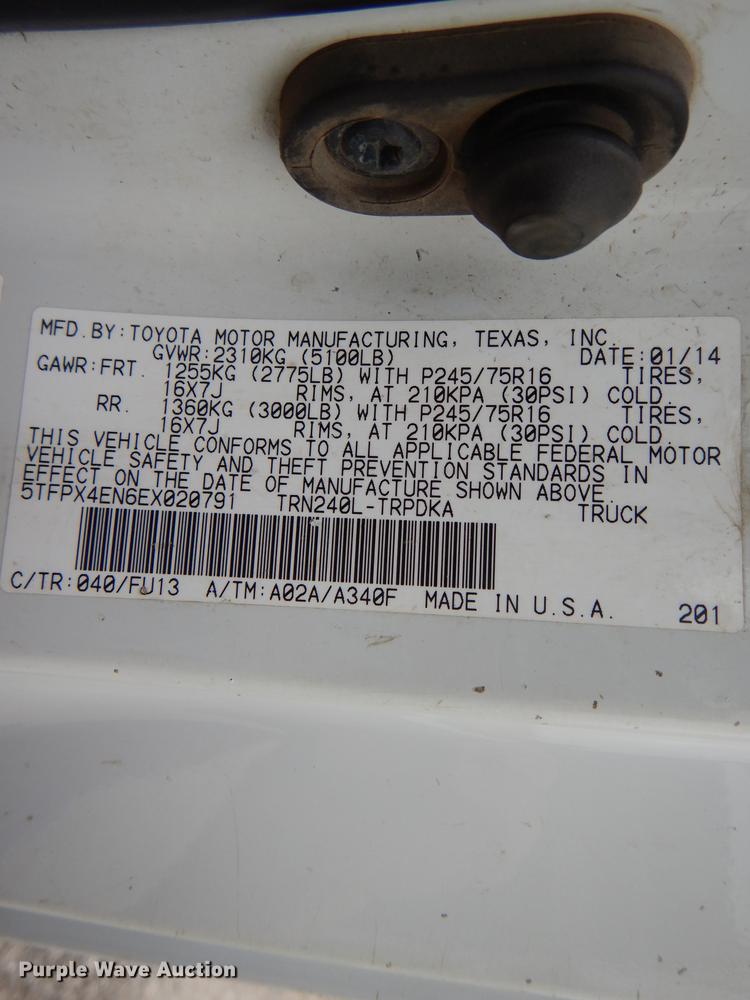 MFD.BY:TOYOTA MOTOR MANUFACTURING, TEXAS, INC.
GVWR:2310KG (5100LB) DATE:01/14
GAWR:FRT. 1255KG (2775LB) WITH P245/75R16 TIRES,
16X7J RIMS, AT 210KPA (30PSI) COLD.
RR. 1360KG (3000LB) WITH P245/75R16 TIRES,
16X7J RIMS, AT 210KPA (30PSI) COLD.
THIS VEHICLE CONFORMS TO ALL APPLICABLE FEDERAL MOTOR
VEHICLE SAFETY AND THEFT PREVENTION STANDARDS IN
EFFECT ON THE DATE OF MANUFACTURE SHOWN ABOVE.
5TFPX4EN6EX020791 TRN240L-TRPDKA TRUCK
C/TR:040/FU13 A/TM:A02A/A340F MADE IN U.S.A. 201
Purple Wave Auction